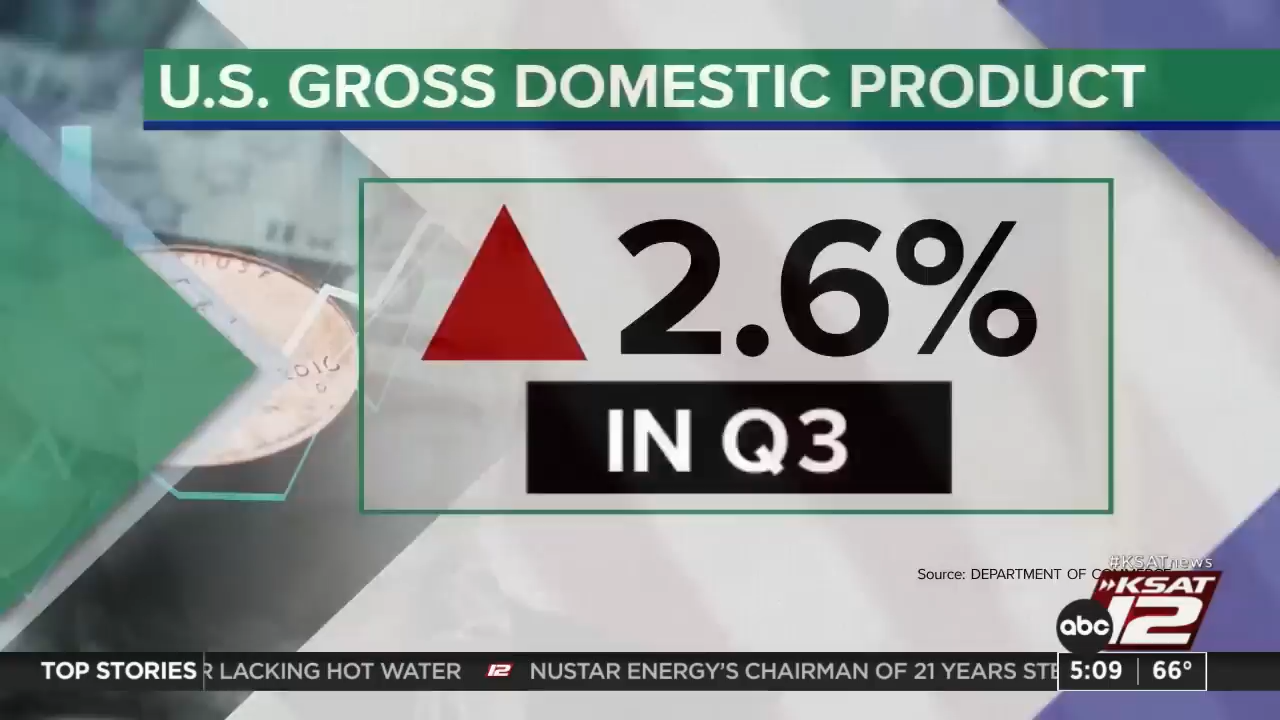 U.S. GROSS DOMESTIC PRODUCT
2.6%
IN Q3
Source: DEPARTMENT OF COMMERCE
#KSATnews
KSAT
12
abc
TOP STORIES
R LACKING HOT WATER 12 NUSTAR ENERGY'S CHAIRMAN OF 21 YEARS STE
5:09 66°